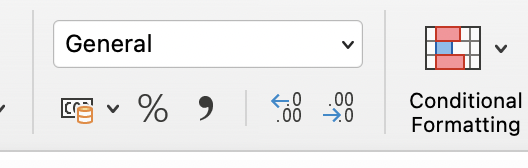 General
% , .0 .00 .00 .0
Conditional
Formatting